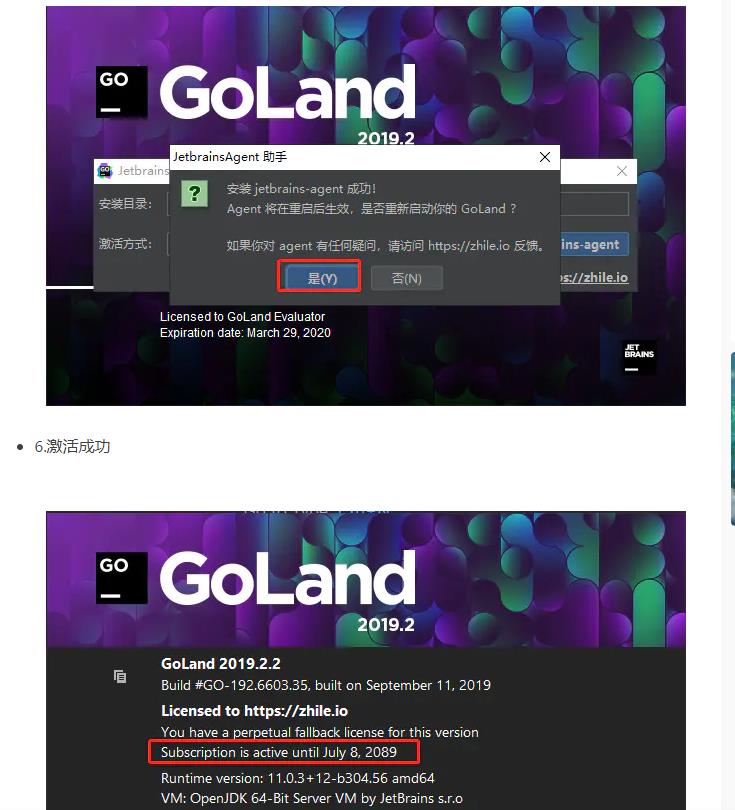 GO
GoLand
2019.2
JetbrainsAgent 助手
Jetbrains
安装 jetbrains-agent 成功!
安装目录:
Agent 将在重启后生效，是否重新启动你的 GoLand ？
激活方式:
ins-agent
如果你对 agent 有任何疑问，请访问 https://zhile.io 反馈。
是(Y)
否(N)
ps://zhile.io
Licensed to GoLand Evaluator
Expiration date: March 29, 2020
JET
BRAINS
6.激活成功
GO
GoLand
2019.2
GoLand 2019.2.2
Build #GO-192.6603.35, built on September 11, 2019
Licensed to https://zhile.io
You have a perpetual fallback license for this version
Subscription is active until July 8, 2089
Runtime version: 11.0.3+12-b304.56 amd64
VM: OpenJDK 64-Bit Server VM by JetBrains s.r.o